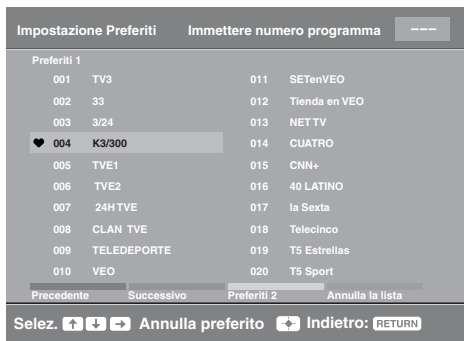 Impostazione Preferiti Immettere numero programma ---
Preferiti 1
001 TV3 011 SETenVEO
002 33 012 Tienda en VEO
003 3/24 013 NET TV
004 K3/300 014 CUATRO
005 TVE1 015 CNN+
006 TVE2 016 40 LATINO
007 24H TVE 017 la Sexta
008 CLAN TVE 018 Telecinco
009 TELEDEPORTE 019 T5 Estrellas
010 VEO 020 T5 Sport
Precedente Successivo Preferiti 2 Annulla la lista
Selez. Annulla preferito Indietro: RETURN